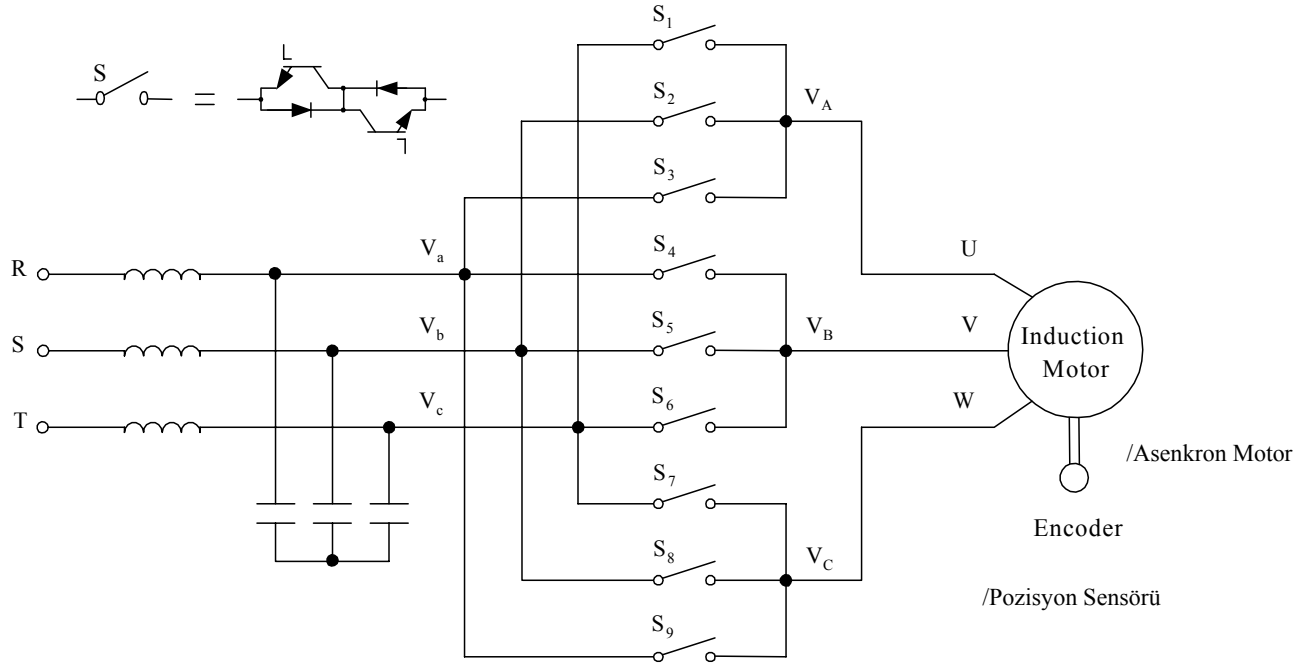 S1
S
=
S2
VA
S3
R
Va
S4
U
S
Vb
S5
VB
V
Induction
Motor
T
Vc
S6
W
/Asenkron Motor
S7
Encoder
S8
VC
/Pozisyon Sensörü
S9